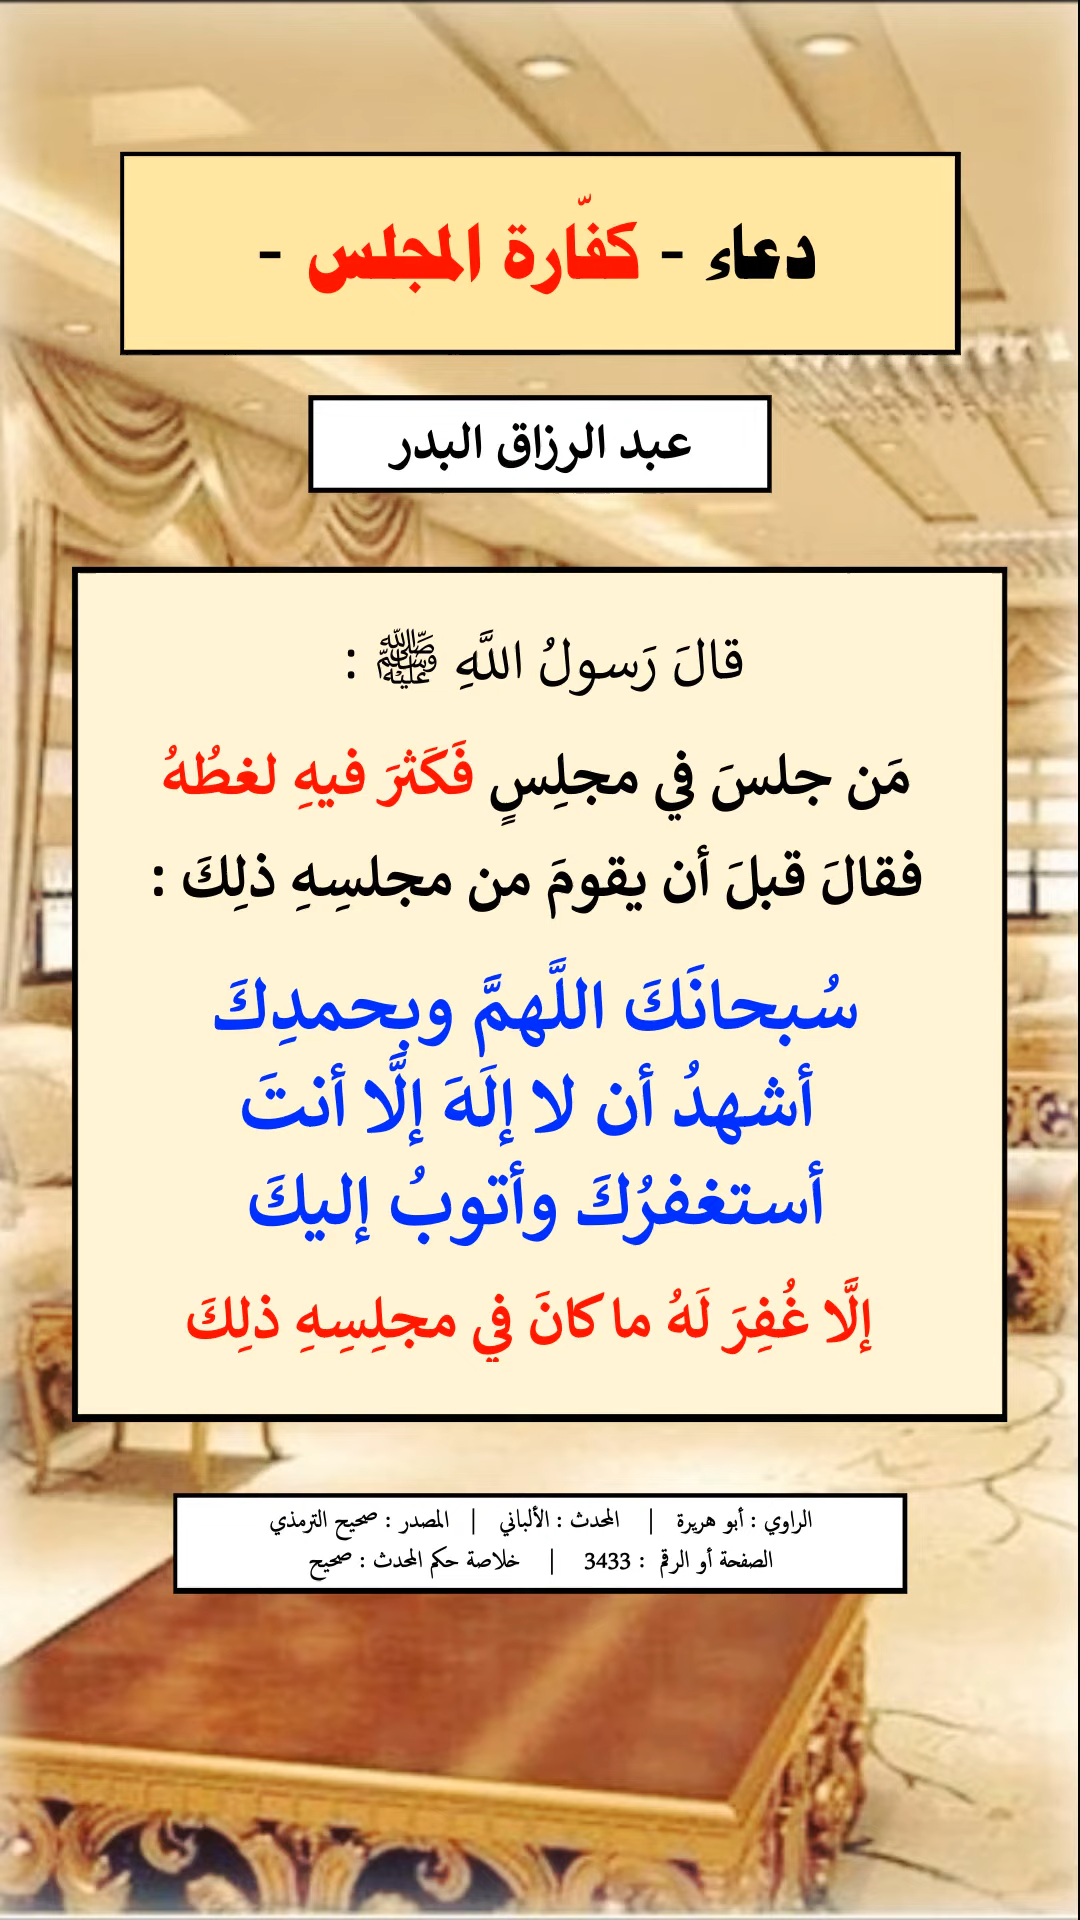 دعاء - كفّارة المجلس -
عبد الرزاق البدر
قالَ رَسولُ اللَّهِ ﷺ :
مَن جلسَ في مجلِسٍ فَكَثرَ فيهِ لغطُهُ
فقالَ قبلَ أن يقومَ من مجلسِهِ ذلِكَ :
سُبحانَكَ اللَّهمَّ وبِحمدِكَ
أشهدُ أن لا إلَهَ إلَّا أنتَ
أستغفرُكَ وأتوبُ إليكَ
إلَّا غُفِرَ لَهُ ما كانَ في مجلِسِهِ ذلِكَ
الراوي : أبو هريرة | المحدث : الألباني | المصدر : صحيح الترمذي
الصفحة أو الرقم : 3433 | خلاصة حكم المحدث : صحيح